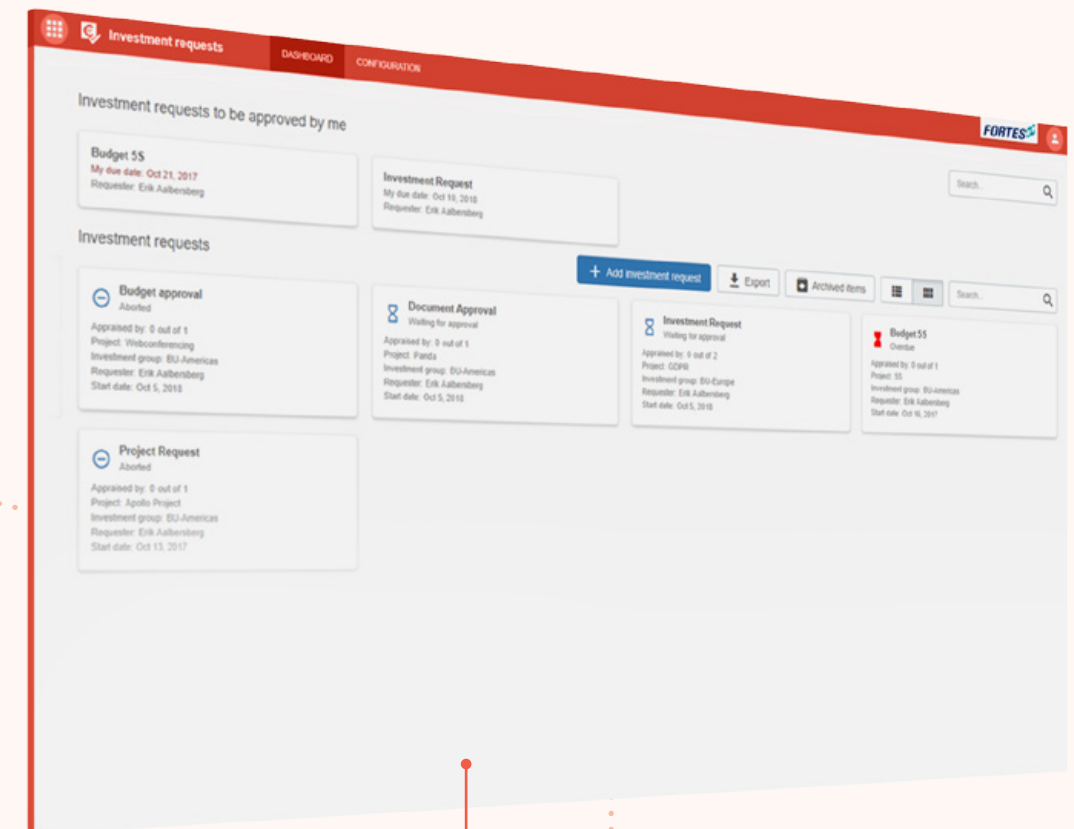 Investment requests
DASHBOARD
CONFIGURATION
FORTES
Investment requests to be approved by me
Search..
Budget 5S
My due date: Oct 21, 2017
Requester: Erik Aalbersberg
Investment Request
My due date: Oct 18, 2018
Requester: Erik Aalbersberg
Investment requests
+ Add investment request
Export
Archived items
Search..
Budget approval
Aborted
Appraised by: 0 out of 1
Project: Webconferencing
Investment group: EU-Americas
Requester: Erik Aalbersberg
Start date: Oct 5, 2018
Document Approval
Waiting for approval
Appraised by: 0 out of 1
Project: Panda
Investment group: EU-Americas
Requester: Erik Aalbersberg
Start date: Oct 5, 2018
Investment Request
Waiting for approval
Appraised by: 0 out of 2
Project: GDPR
Investment group: EU-Europe
Requester: Erik Aalbersberg
Start date: Oct 5, 2018
Budget 5S
Overdue
Appraised by: 0 out of 1
Project: 5S
Investment group: EU-Americas
Requester: Erik Aalbersberg
Start date: Oct 16, 2017
Project Request
Aborted
Appraised by: 0 out of 1
Project: Apollo Project
Investment group: EU-Americas
Requester: Erik Aalbersberg
Start date: Oct 13, 2017